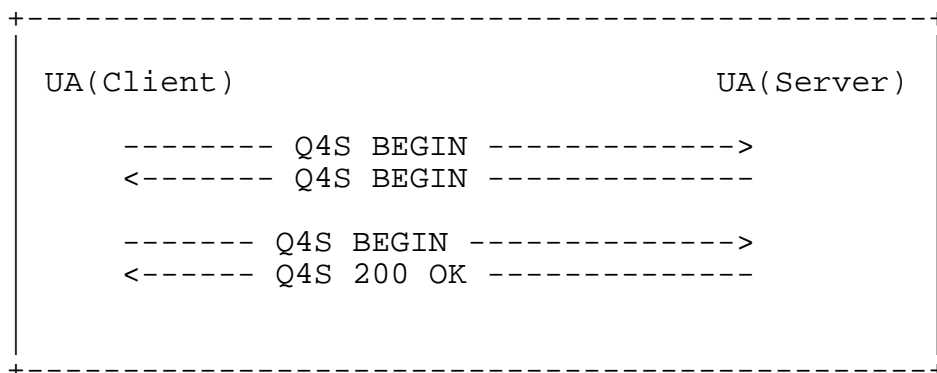 UA(Client) UA(Server)
-------- Q4S BEGIN ------------->
<------- Q4S BEGIN --------------
------- Q4S BEGIN -------------->
<------ Q4S 200 OK --------------